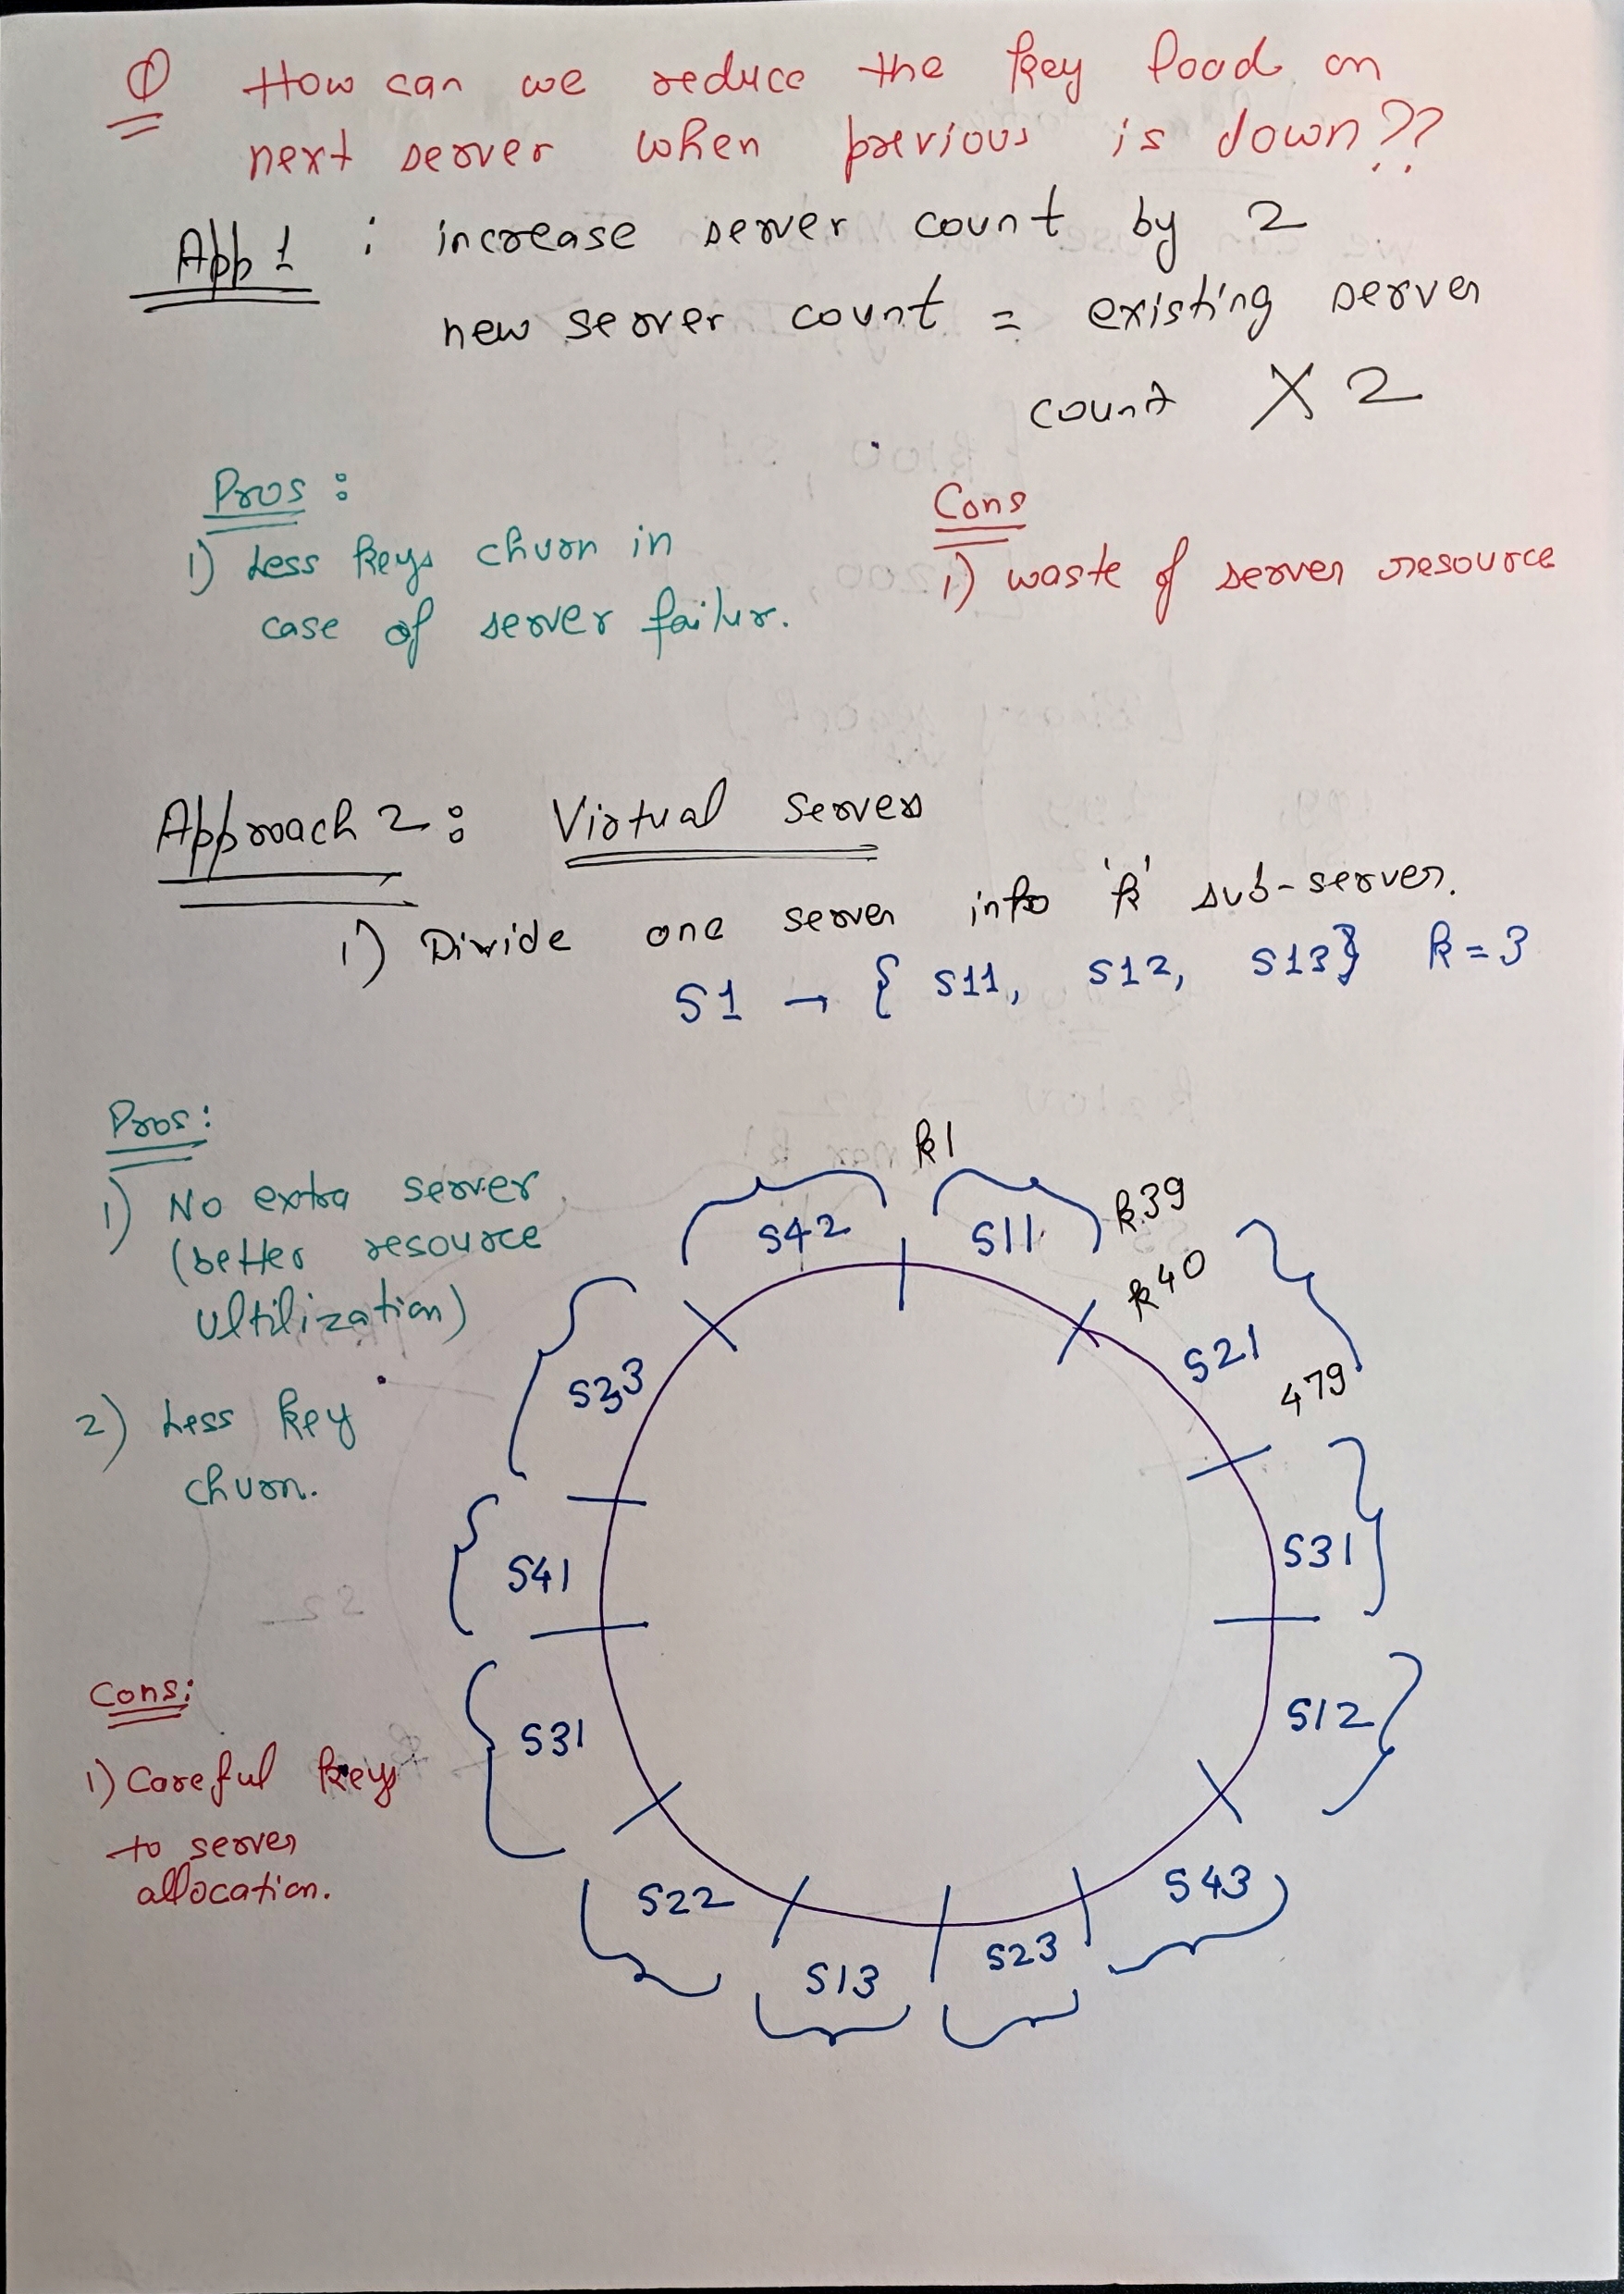 Q How can we reduce the key load on
next server when previous is down??
App 1 : increase server count by 2
new server count = existing server
count X 2
Pros :
1) Less keys churn in
case of server failur.
Cons
1) waste of server resource
Approach 2: Virtual Servers
1) Divide one server into 'k' sub-server.
S1 → { S11, S12, S13} k=3
Pros:
1) No extra server
(better resource
ultilization)
2) Less key
churn.
Cons:
1) Careful keys
to server
allocation.
k1
S42
S11
k39
k40
S21
479
S33
S31
S41
S12
S31
S43
S22
S23
S13